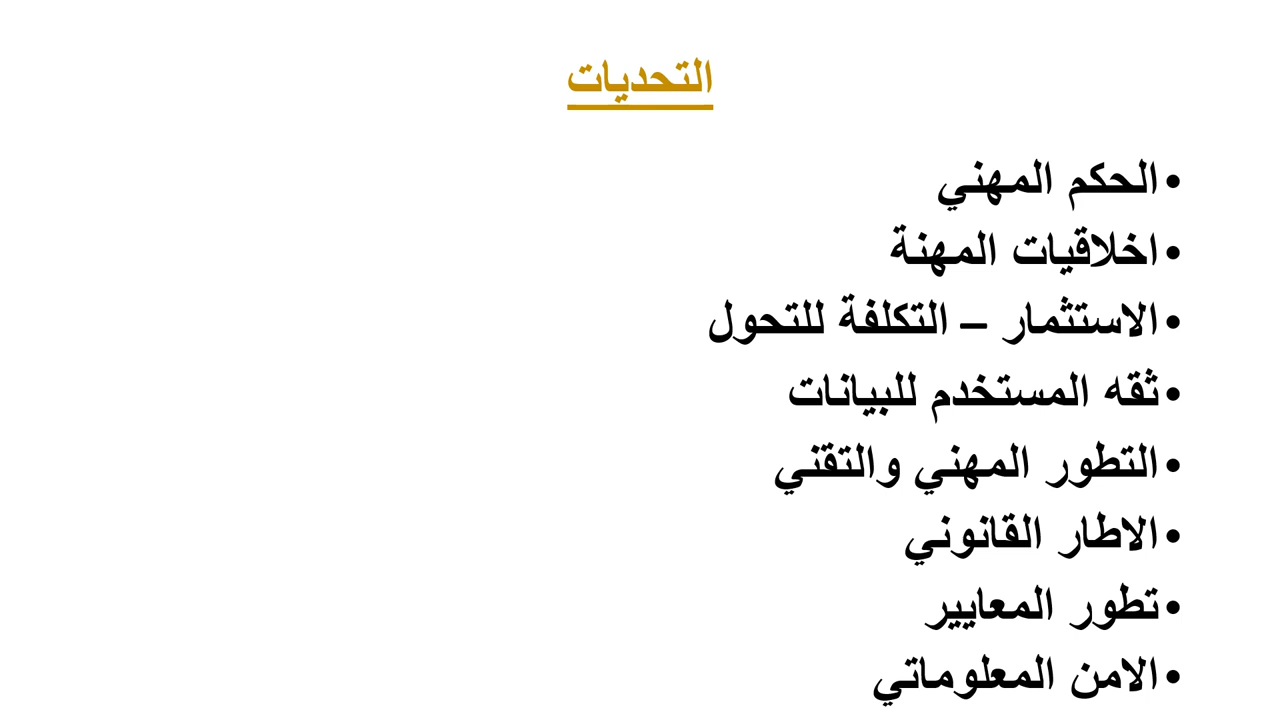 التحديات
•الحكم المهني
•اخلاقيات المهنة
•الاستثمار – التكلفة للتحول
•ثقه المستخدم للبيانات
•التطور المهني والتقني
•الاطار القانوني
•تطور المعايير
•الامن المعلوماتي